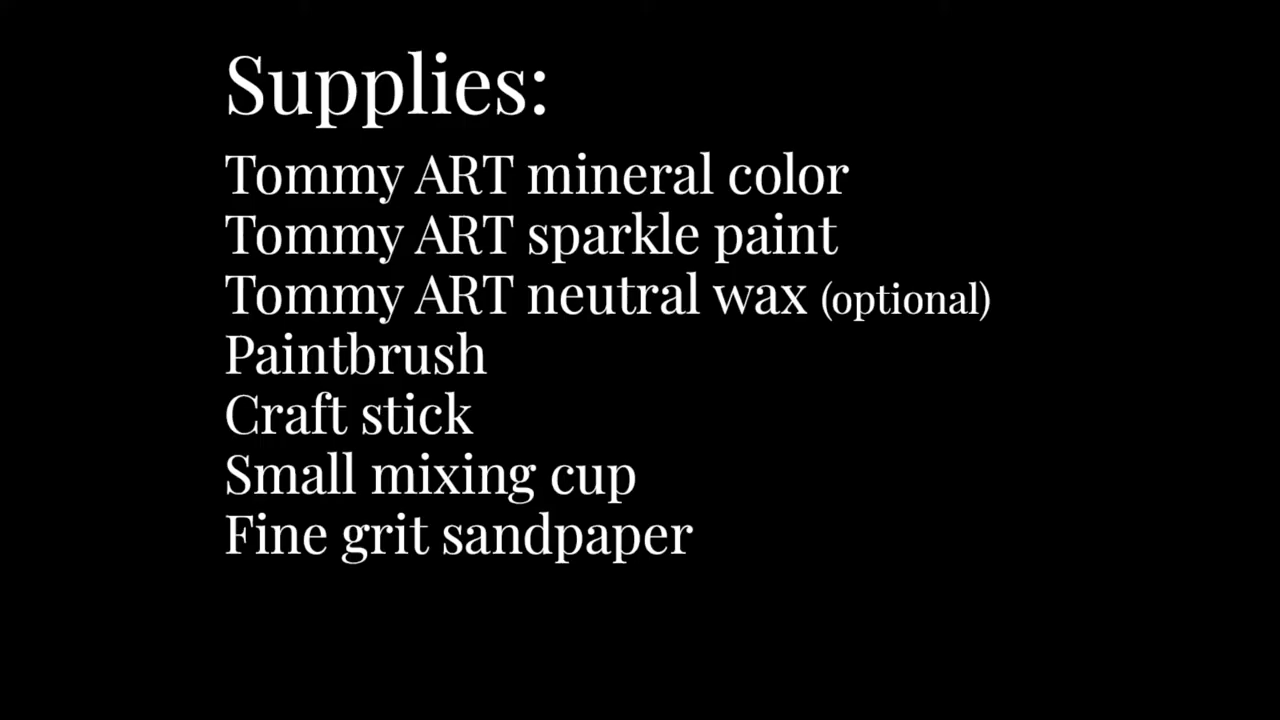 Supplies:
Tommy ART mineral color
Tommy ART sparkle paint
Tommy ART neutral wax (optional)
Paintbrush
Craft stick
Small mixing cup
Fine grit sandpaper